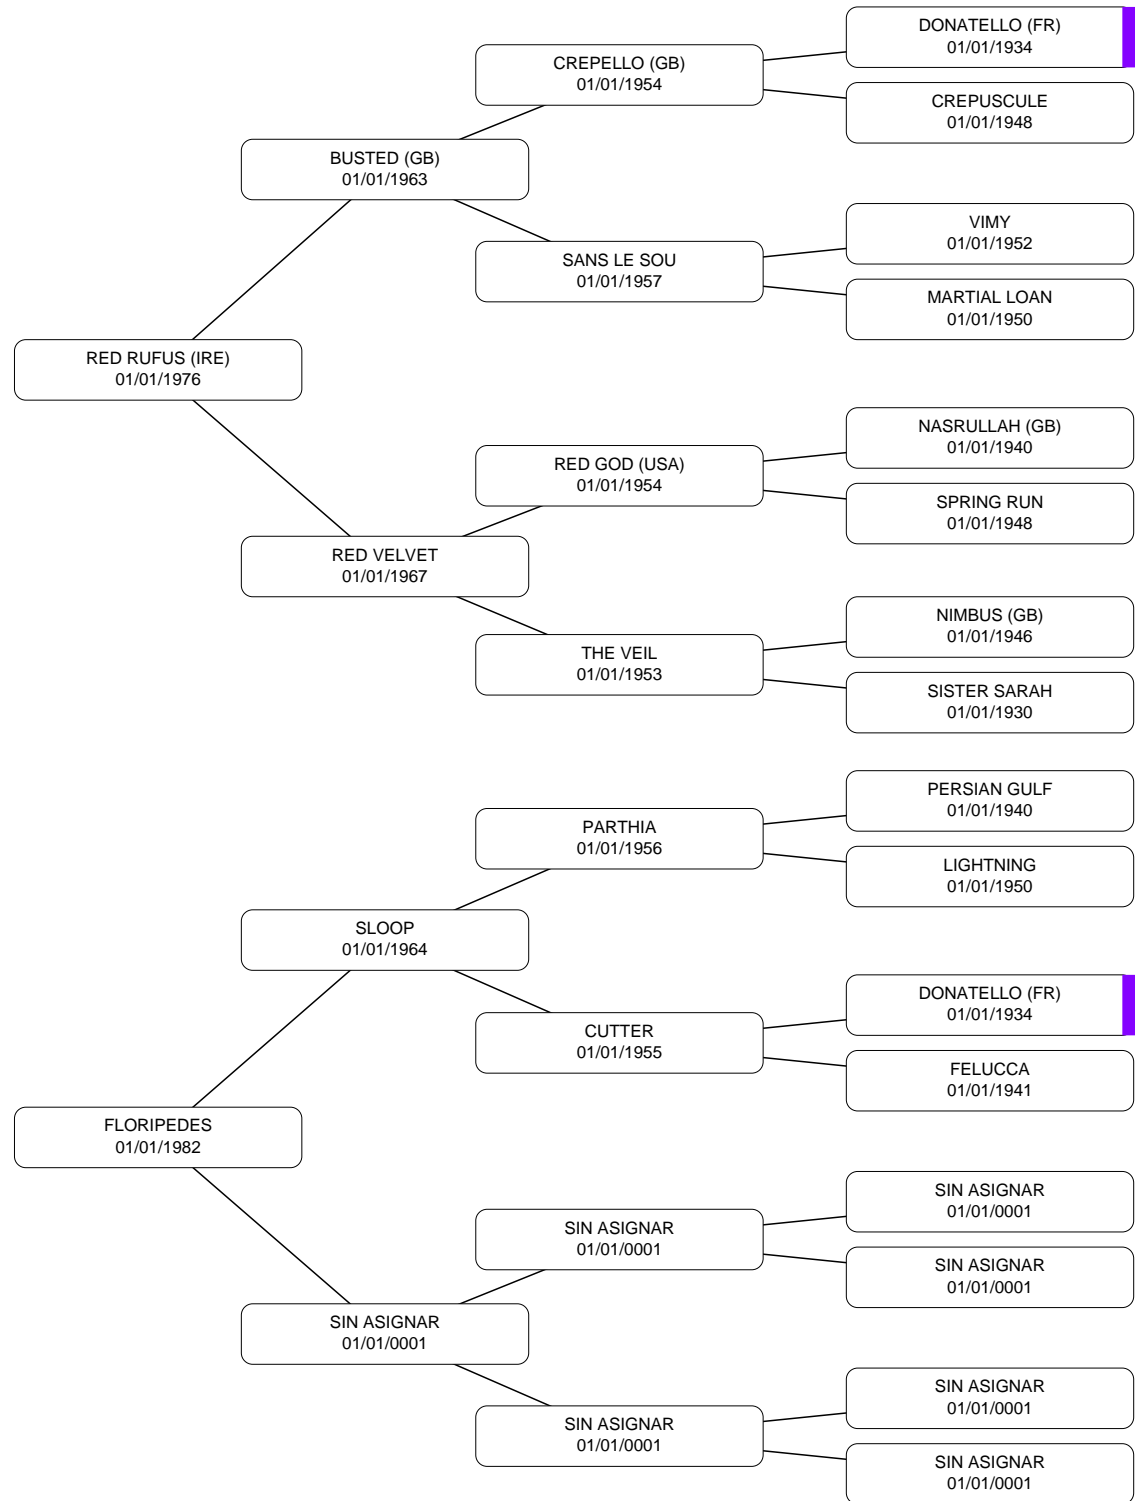 DONATELLO (FR)
01/01/1934
CREPELLO (GB)
01/01/1954
CREPUSCULE
01/01/1948
BUSTED (GB)
01/01/1963
VIMY
01/01/1952
SANS LE SOU
01/01/1957
MARTIAL LOAN
01/01/1950
RED RUFUS (IRE)
01/01/1976
NASRULLAH (GB)
01/01/1940
RED GOD (USA)
01/01/1954
SPRING RUN
01/01/1948
RED VELVET
01/01/1967
NIMBUS (GB)
01/01/1946
THE VEIL
01/01/1953
SISTER SARAH
01/01/1930
PERSIAN GULF
01/01/1940
PARTHIA
01/01/1956
LIGHTNING
01/01/1950
SLOOP
01/01/1964
DONATELLO (FR)
01/01/1934
CUTTER
01/01/1955
FELUCCA
01/01/1941
FLORIPEDES
01/01/1982
SIN ASIGNAR
01/01/0001
SIN ASIGNAR
01/01/0001
SIN ASIGNAR
01/01/0001
SIN ASIGNAR
01/01/0001
SIN ASIGNAR
01/01/0001
SIN ASIGNAR
01/01/0001
SIN ASIGNAR
01/01/0001